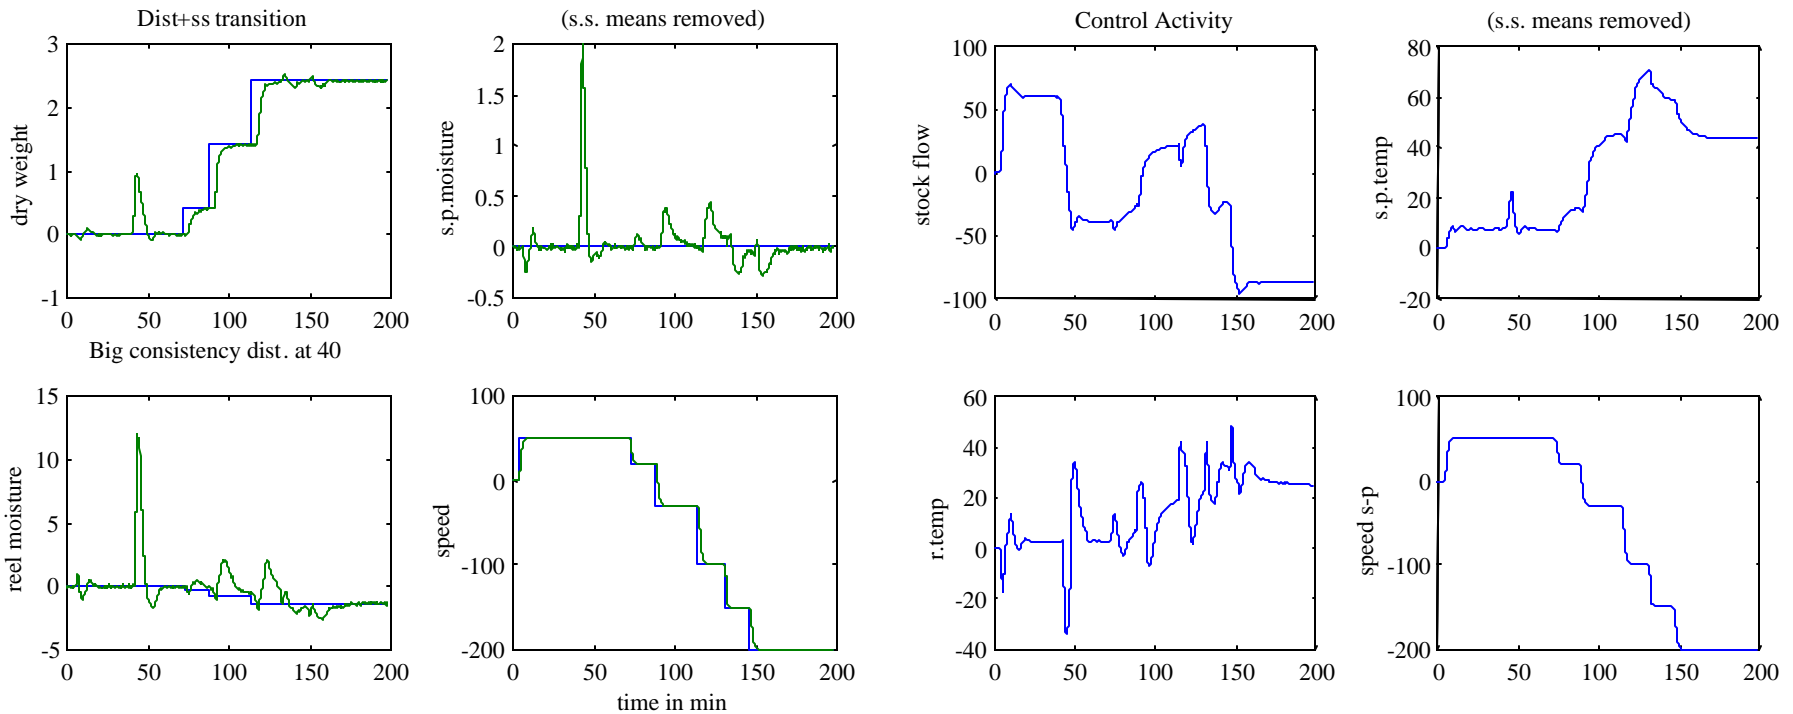 Dist+ss transition
(s.s. means removed)
Control Activity
(s.s. means removed)
3
2
1
0
-1
dry weight
0 50 100 150 200
2
1.5
1
0.5
0
-0.5
s.p.moisture
0 50 100 150 200
100
50
0
-50
-100
stock flow
0 50 100 150 200
80
60
40
20
0
-20
s.p.temp
0 50 100 150 200
Big consistency dist. at 40
15
10
5
0
-5
reel moisture
0 50 100 150 200
100
0
-100
-200
speed
0 50 100 150 200
time in min
60
40
20
0
-20
-40
r.temp
0 50 100 150 200
100
0
-100
-200
speed s-p
0 50 100 150 200